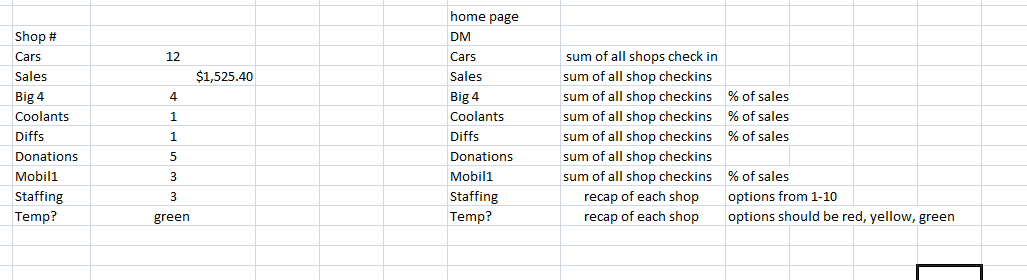 home page
Shop # DM
Cars 12 Cars sum of all shops check in
Sales $1,525.40 Sales sum of all shop checkins
Big 4 4 Big 4 sum of all shop checkins % of sales
Coolants 1 Coolants sum of all shop checkins % of sales
Diffs 1 Diffs sum of all shop checkins % of sales
Donations 5 Donations sum of all shop checkins
Mobil1 3 Mobil1 sum of all shop checkins % of sales
Staffing 3 Staffing recap of each shop options from 1-10
Temp? green Temp? recap of each shop options should be red, yellow, green